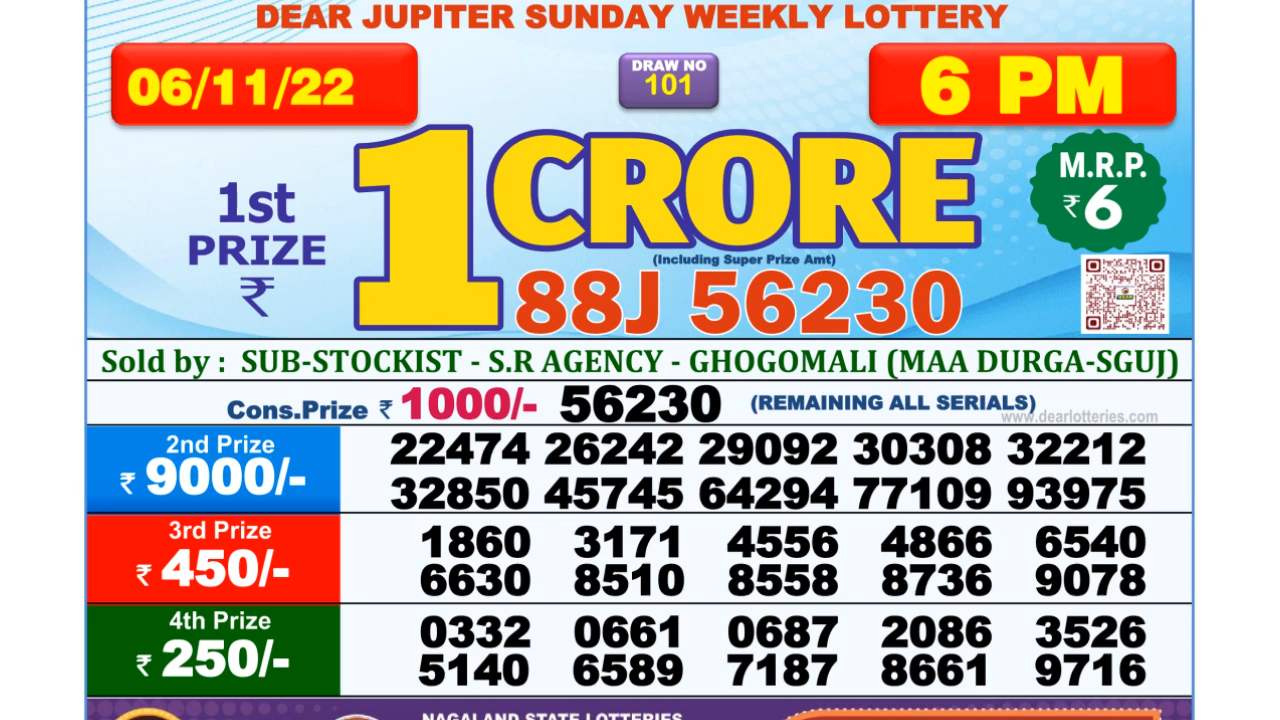 DEAR JUPITER SUNDAY WEEKLY LOTTERY
06/11/22
DRAW NO
101
6 PM
1st
PRIZE
₹
1 CRORE
(Including Super Prize Amt)
88J 56230
M.R.P.
₹ 6
Sold by : SUB-STOCKIST - S.R AGENCY - GHOGOMALI (MAA DURGA-SGUJ)
Cons.Prize ₹ 1000/- 56230 (REMAINING ALL SERIALS)
www.dearlotteries.com
2nd Prize
₹ 9000/-
22474 26242 29092 30308 32212
32850 45745 64294 77109 93975
3rd Prize
₹ 450/-
1860 3171 4556 4866 6540
6630 8510 8558 8736 9078
4th Prize
₹ 250/-
0332 0661 0687 2086 3526
5140 6589 7187 8661 9716
NAGALAND STATE LOTTERIES